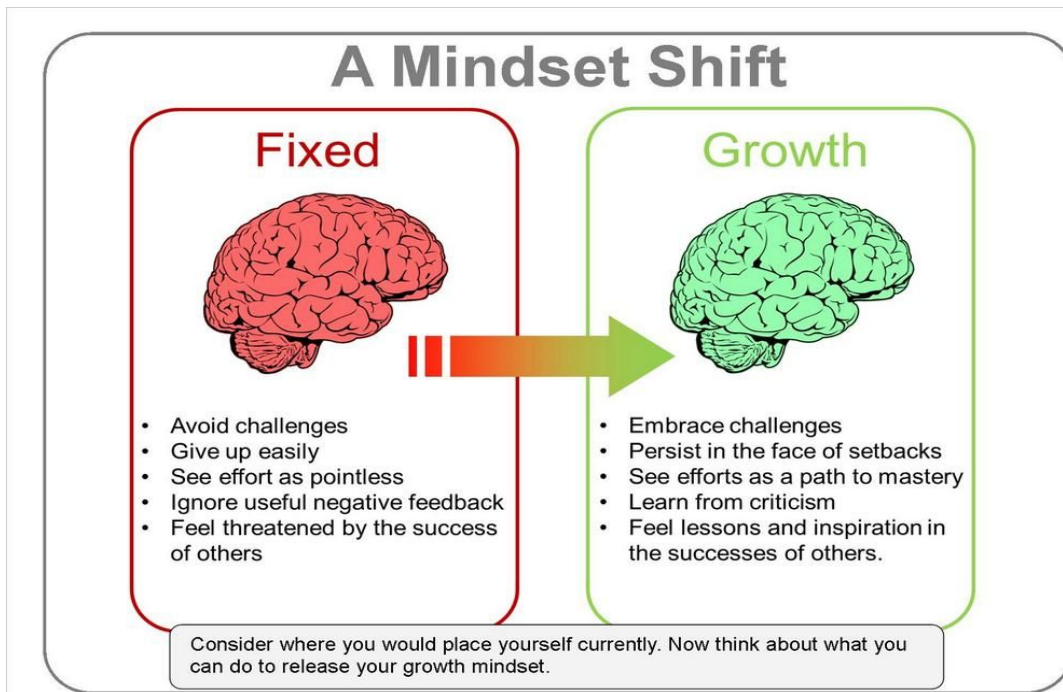 A Mindset Shift
Fixed
• Avoid challenges
• Give up easily
• See effort as pointless
• Ignore useful negative feedback
• Feel threatened by the success
of others
Growth
• Embrace challenges
• Persist in the face of setbacks
• See efforts as a path to mastery
• Learn from criticism
• Feel lessons and inspiration in
the successes of others.
Consider where you would place yourself currently. Now think about what you
can do to release your growth mindset.